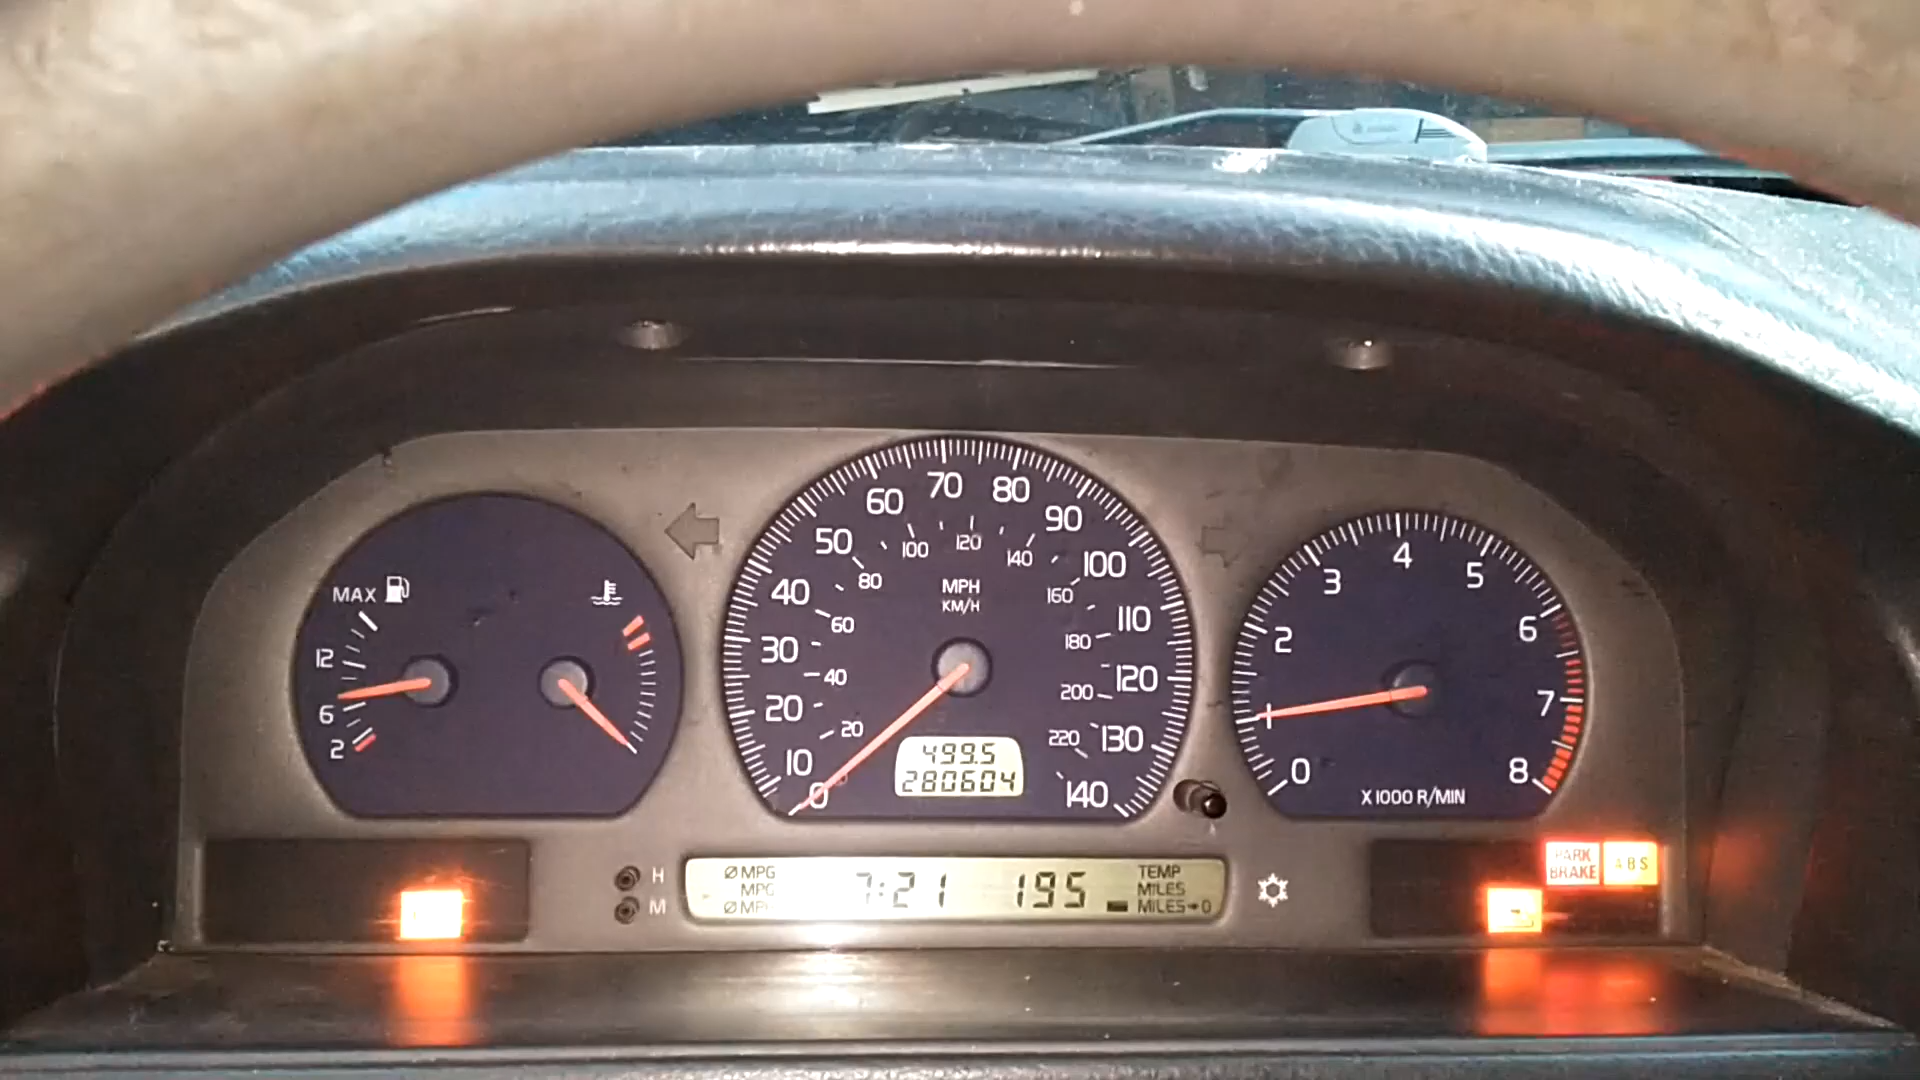 MAX
12
6
2
0
10
20
30
40
50
60
70
80
90
100
110
120
130
140
20
40
60
80
100
120
140
160
180
200
220
MPH
KM/H
499.5
280604
0
1
2
3
4
5
6
7
8
X1000 R/MIN
H
M
Ø MPG
MPG
7:21 195
TEMP
MILES
MILES→0
PARK
BRAKE
ABS